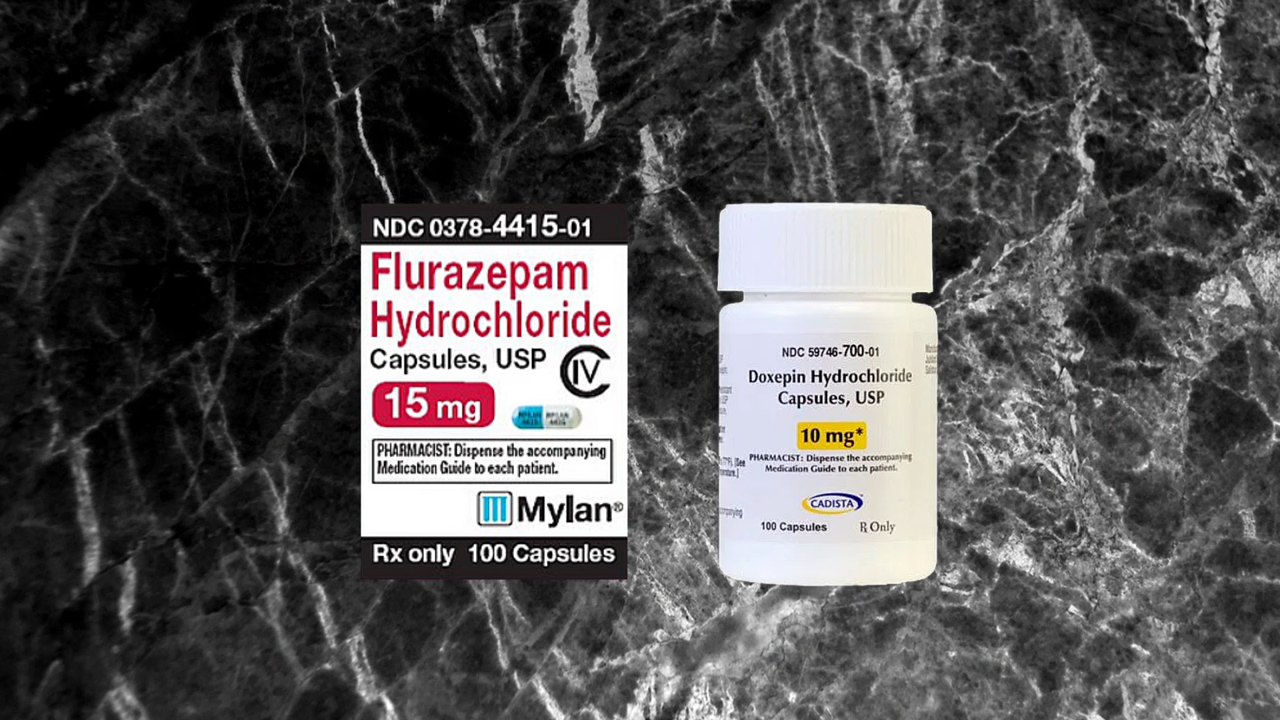 NDC 0378-4415-01
Flurazepam
Hydrochloride
Capsules, USP CIV
15 mg
PHARMACIST: Dispense the accompanying
Medication Guide to each patient.
Mylan®
Rx only 100 Capsules
NDC 59746-700-01
Doxepin Hydrochloride
Capsules, USP
10 mg*
PHARMACIST: Dispense the accompanying
Medication Guide to each patient.
CADISTA
100 Capsules ℞ Only